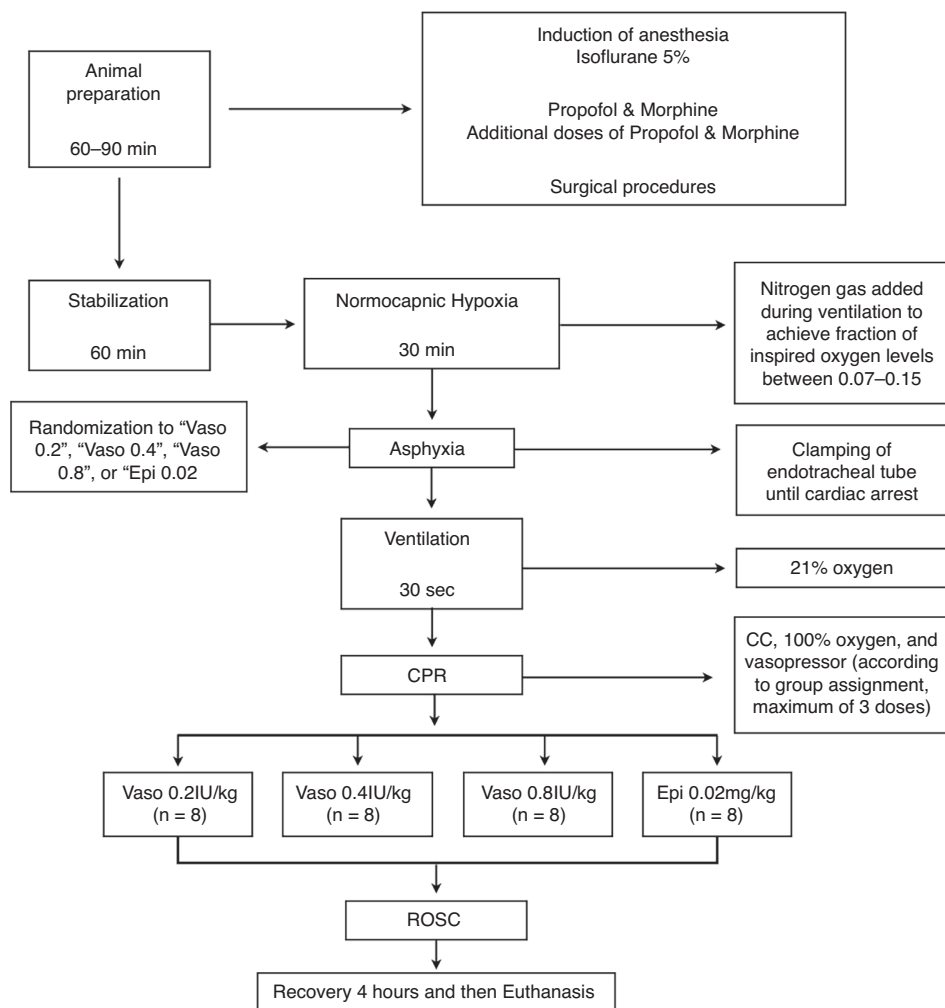 Animal
preparation
60–90 min
Induction of anesthesia
Isoflurane 5%
Propofol & Morphine
Additional doses of Propofol & Morphine
Surgical procedures
Stabilization
60 min
Normocapnic Hypoxia
30 min
Nitrogen gas added
during ventilation to
achieve fraction of
inspired oxygen levels
between 0.07–0.15
Randomization to “Vaso
0.2”, “Vaso 0.4”, “Vaso
0.8”, or “Epi 0.02
Asphyxia
Clamping of
endotracheal tube
until cardiac arrest
Ventilation
30 sec
21% oxygen
CPR
CC, 100% oxygen, and
vasopressor (according
to group assignment,
maximum of 3 doses)
Vaso 0.2IU/kg
(n = 8)
Vaso 0.4IU/kg
(n = 8)
Vaso 0.8IU/kg
(n = 8)
Epi 0.02mg/kg
(n = 8)
ROSC
Recovery 4 hours and then Euthanasis